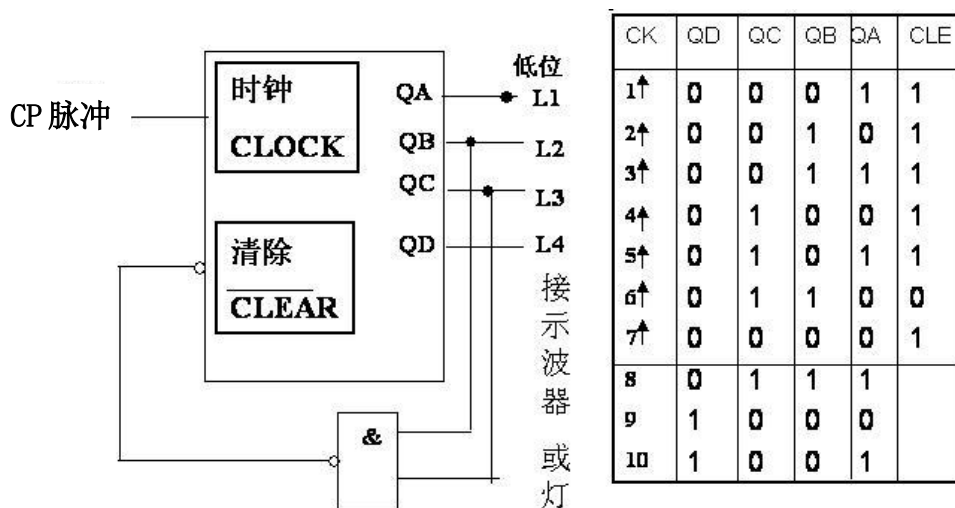 CP 脉冲
时钟
CLOCK
清除
CLEAR
QA
QB
QC
QD
低位
L1
L2
L3
L4
接
示
波
器
或
灯
&
CK QD QC QB QA CLE
1↑ 0 0 0 1 1
2↑ 0 0 1 0 1
3↑ 0 0 1 1 1
4↑ 0 1 0 0 1
5↑ 0 1 0 1 1
6↑ 0 1 1 0 0
7↑ 0 0 0 0 1
8 0 1 1 1
9 1 0 0 0
10 1 0 0 1